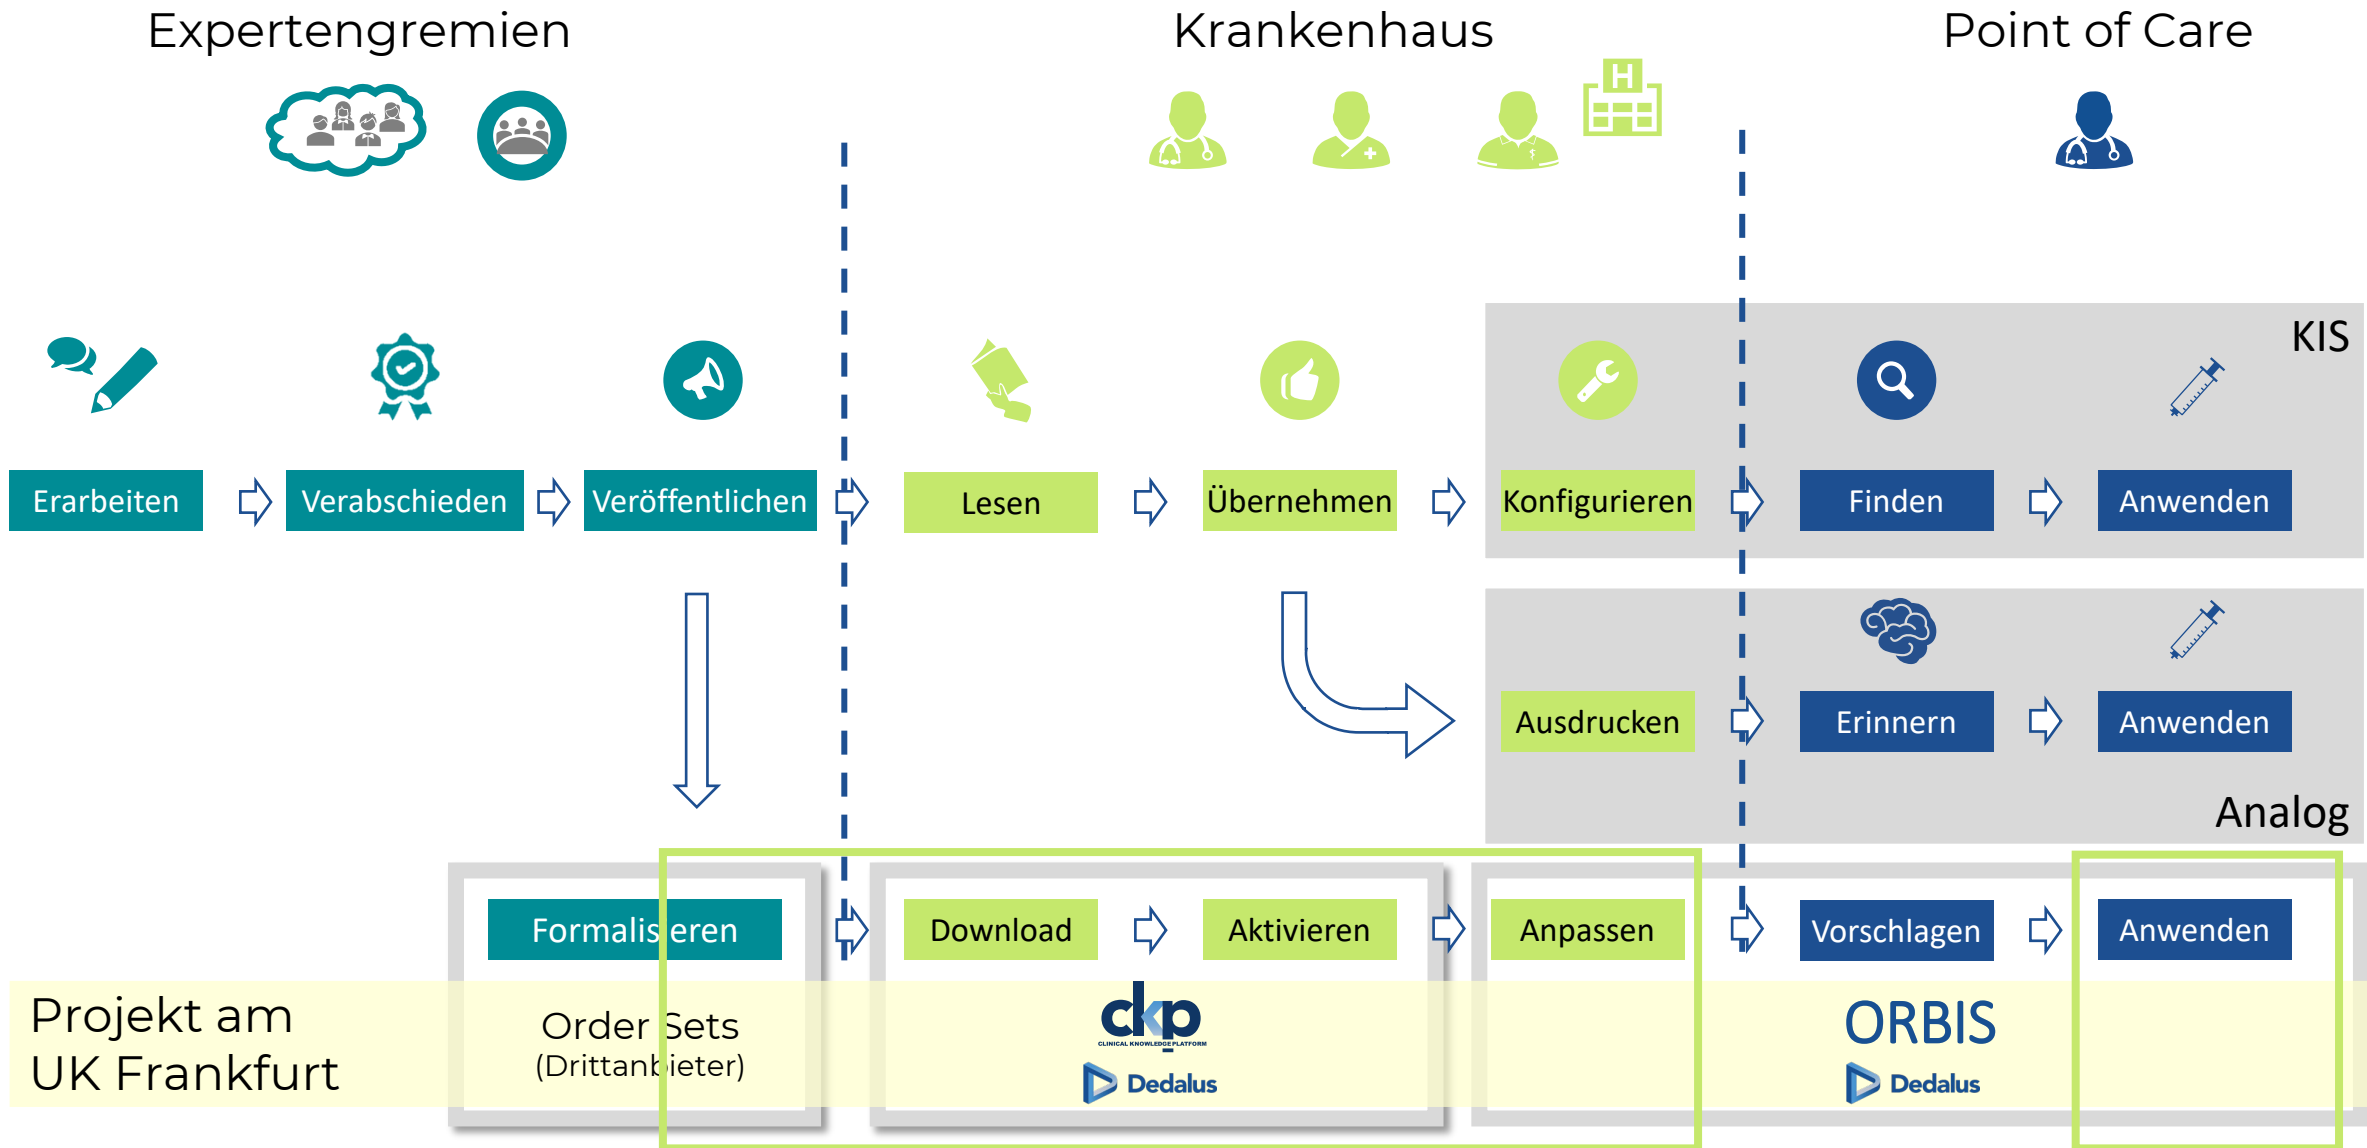 Expertengremien
Krankenhaus
Point of Care
H
KIS
Erarbeiten
Verabschieden
Veröffentlichen
Lesen
Übernehmen
Konfigurieren
Finden
Anwenden
Ausdrucken
Erinnern
Anwenden
Analog
Formalisieren
Download
Aktivieren
Anpassen
Vorschlagen
Anwenden
Projekt am
UK Frankfurt
Order Sets
(Drittanbieter)
ckp
CLINICAL KNOWLEDGE PLATFORM
Dedalus
ORBIS
Dedalus